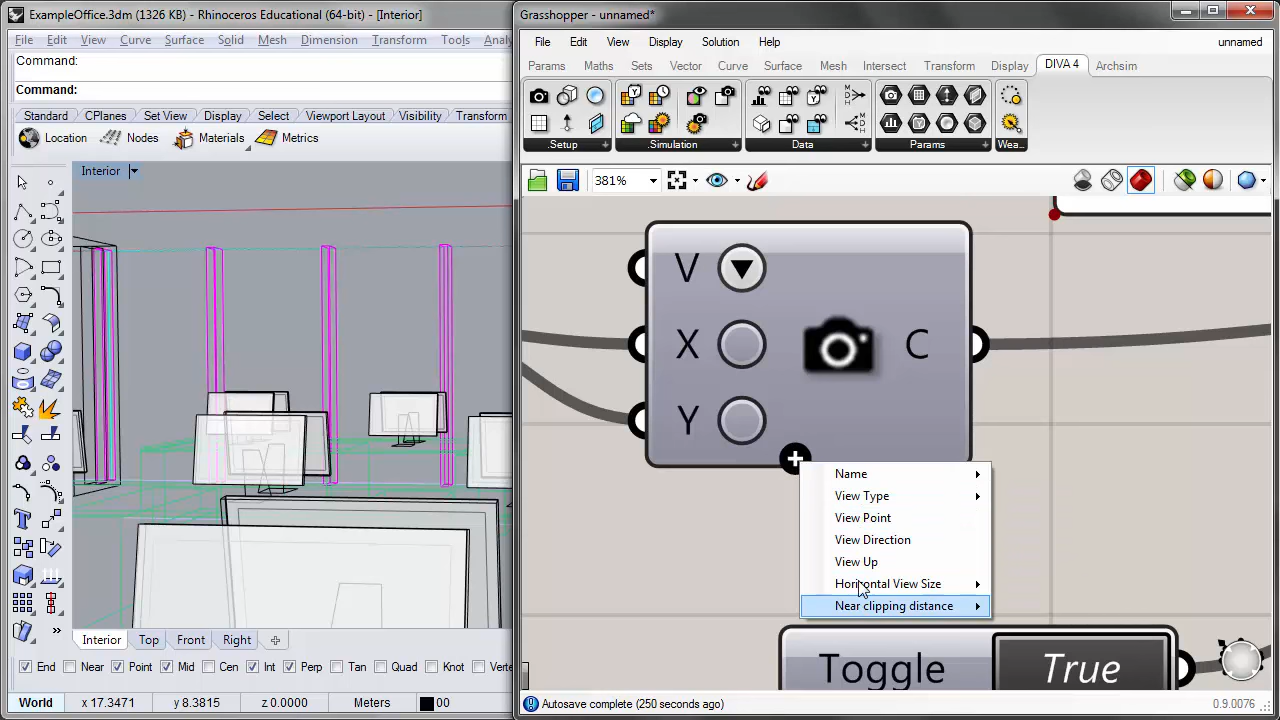 ExampleOffice.3dm (1326 KB) - Rhinoceros Educational (64-bit) - [Interior]
File Edit View Curve Surface Solid Mesh Dimension Transform Tools Analy
Command:
Command:
Standard CPlanes Set View Display Select Viewport Layout Visibility Transform
Location Nodes Materials Metrics
Interior
Interior Top Front Right
End Near Point Mid Cen Int Perp Tan Quad Knot Vertex
World x 17.3471 y 8.3815 z 0.0000 Meters 00
Grasshopper - unnamed*
File Edit View Display Solution Help unnamed
Params Maths Sets Vector Curve Surface Mesh Intersect Transform Display DIVA 4 Archsim
.Setup .Simulation Data Params Wea...
381%
V
X C
Y
Name
View Type
View Point
View Direction
View Up
Horizontal View Size
Near clipping distance
Toggle True
Autosave complete (250 seconds ago) 0.9.0076